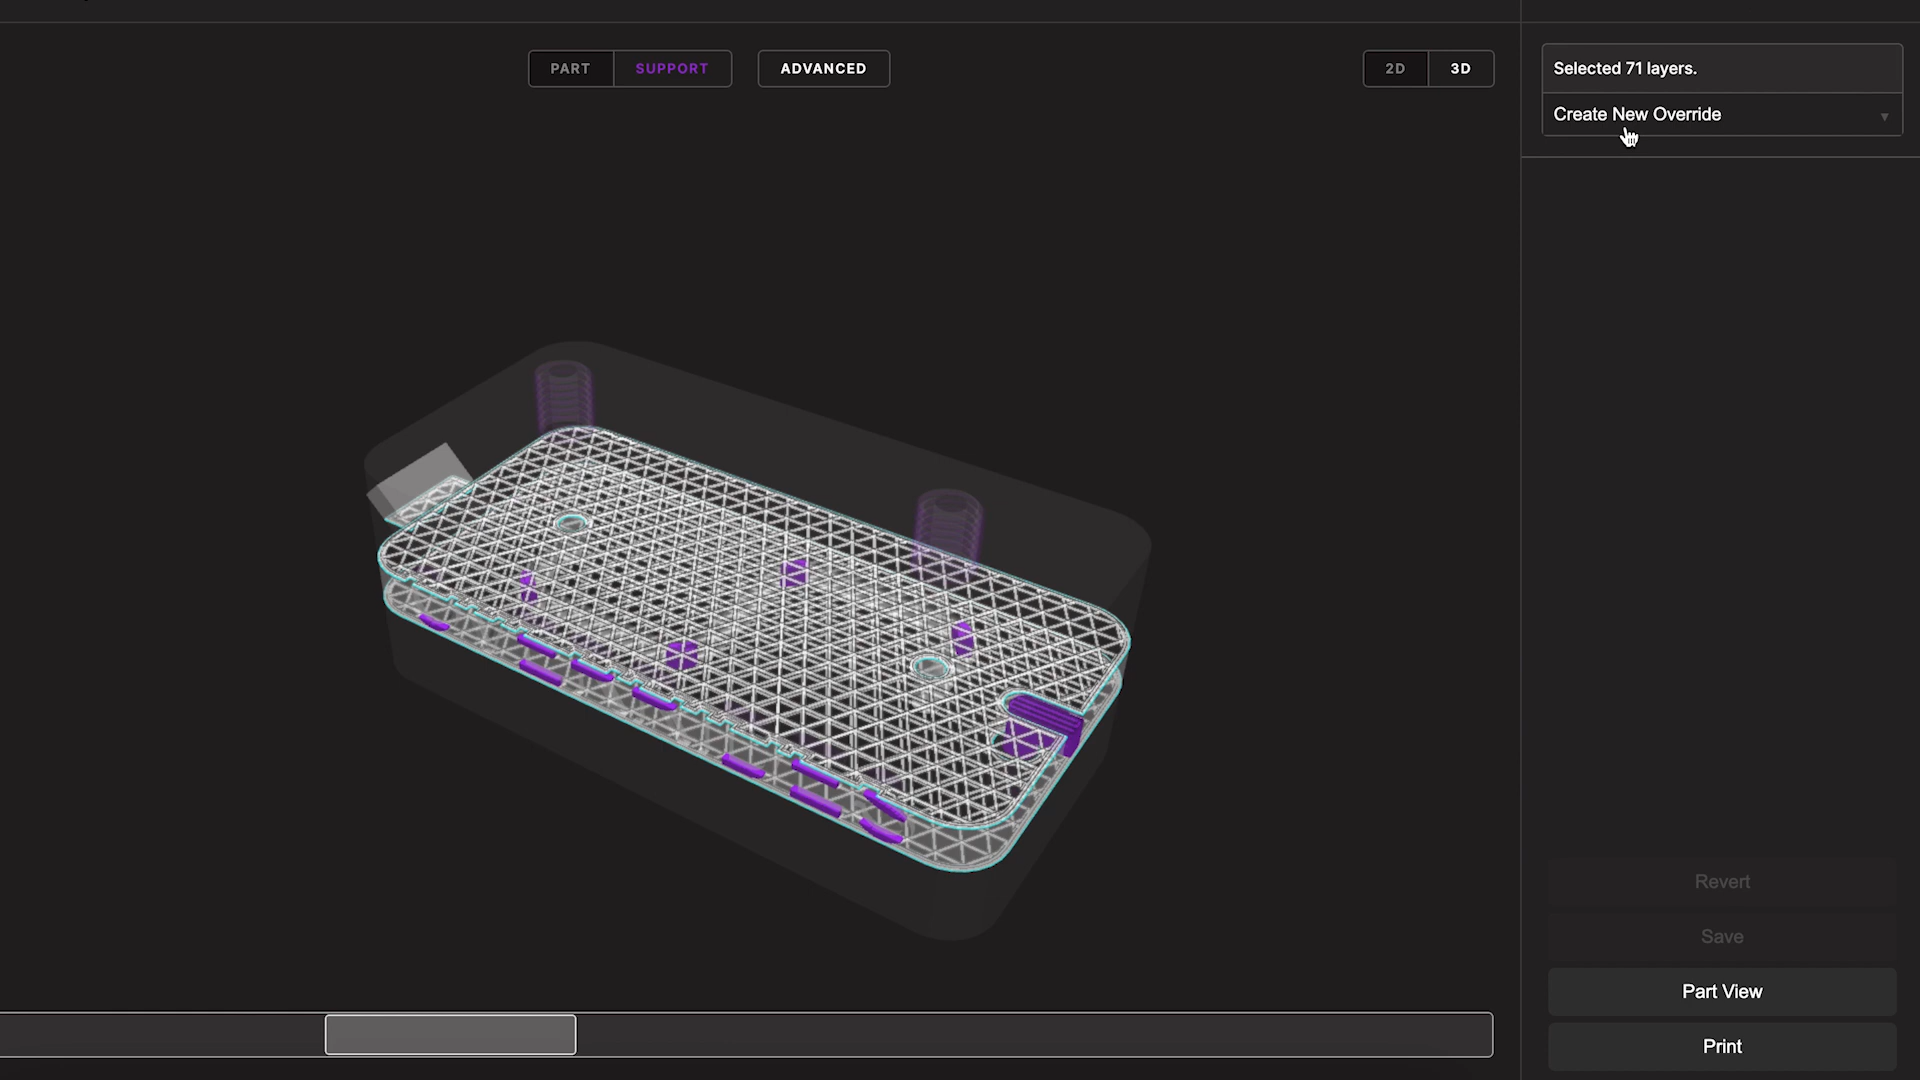 PART SUPPORT ADVANCED 2D 3D
Selected 71 layers.
Create New Override
Revert
Save
Part View
Print